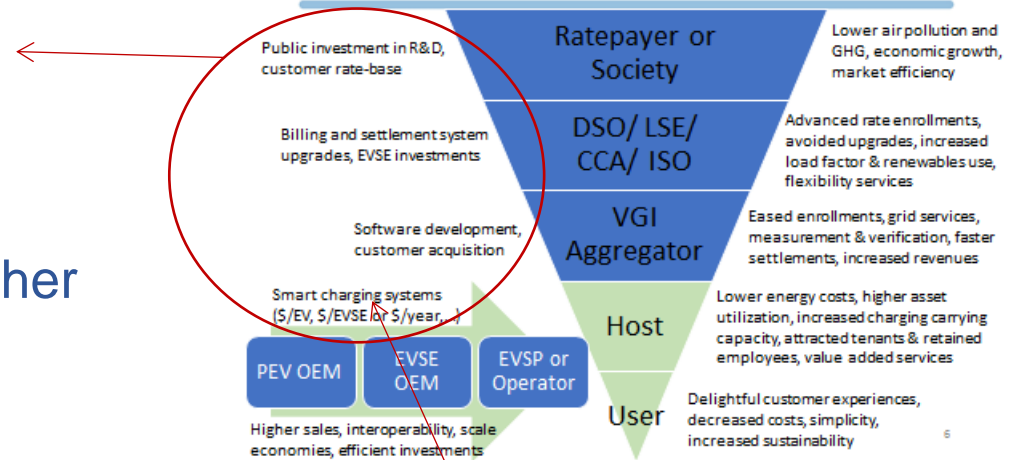 Public investment in R&D,
customer rate-base
Ratepayer or
Society
Lower air pollution and
GHG, economic growth,
market efficiency
Billing and settlement system
upgrades, EVSE investments
DSO/ LSE/
CCA/ ISO
Advanced rate enrollments,
avoided upgrades, increased
load factor & renewables use,
flexibility services
Software development,
customer acquisition
VGI
Aggregator
Eased enrollments, grid services,
measurement & verification, faster
settlements, increased revenues
her
Smart charging systems
($/EV, $/EVSE or $/year,...)
Host
Lower energy costs, higher asset
utilization, increased charging carrying
capacity, attracted tenants & retained
employees, value added services
PEV OEM
EVSE
OEM
EVSP or
Operator
User
Delightful customer experiences,
decreased costs, simplicity,
increased sustainability
Higher sales, interoperability, scale
economies, efficient investments
6